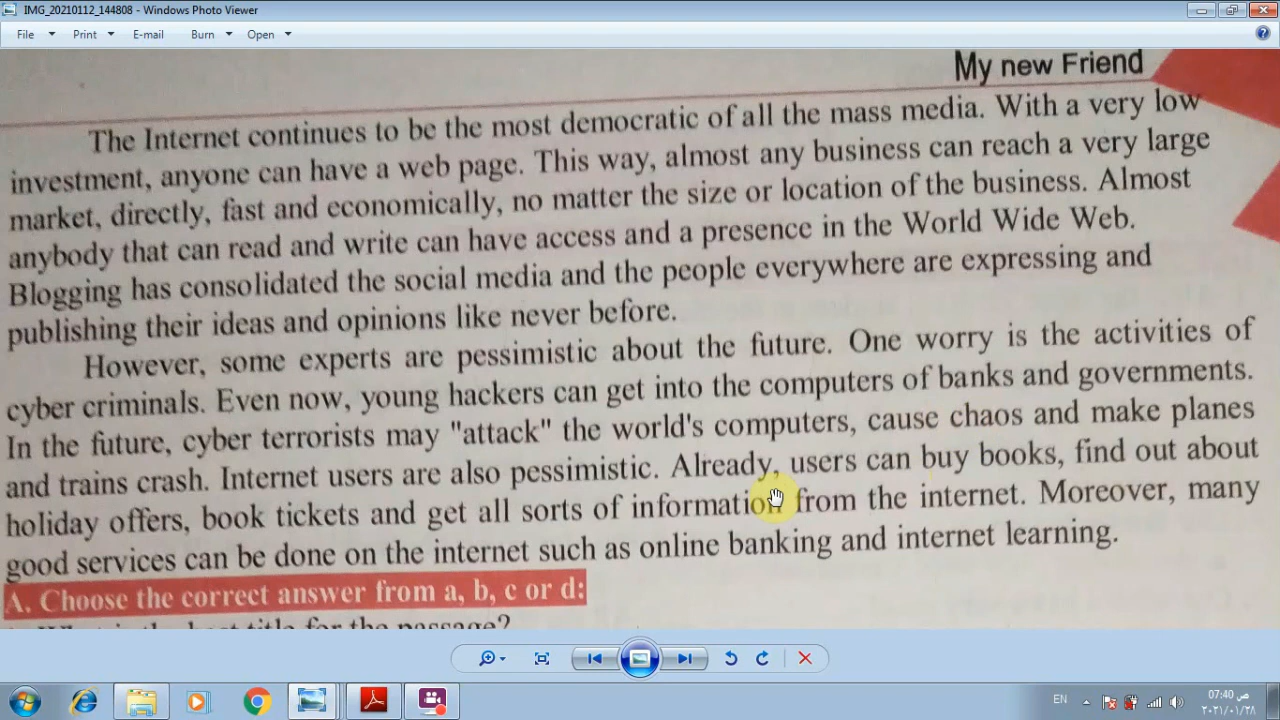 IMG_20210112_144808 - Windows Photo Viewer
File Print E-mail Burn Open
My new Friend
The Internet continues to be the most democratic of all the mass media. With a very low
investment, anyone can have a web page. This way, almost any business can reach a very large
market, directly, fast and economically, no matter the size or location of the business. Almost
anybody that can read and write can have access and a presence in the World Wide Web.
Blogging has consolidated the social media and the people everywhere are expressing and
publishing their ideas and opinions like never before.
However, some experts are pessimistic about the future. One worry is the activities of
cyber criminals. Even now, young hackers can get into the computers of banks and governments.
In the future, cyber terrorists may "attack" the world's computers, cause chaos and make planes
and trains crash. Internet users are also pessimistic. Already, users can buy books, find out about
holiday offers, book tickets and get all sorts of information from the internet. Moreover, many
good services can be done on the internet such as online banking and internet learning.
A. Choose the correct answer from a, b, c or d:
title for the passage?
EN
07:40 ص
٢٠٢١/٠١/٢٨